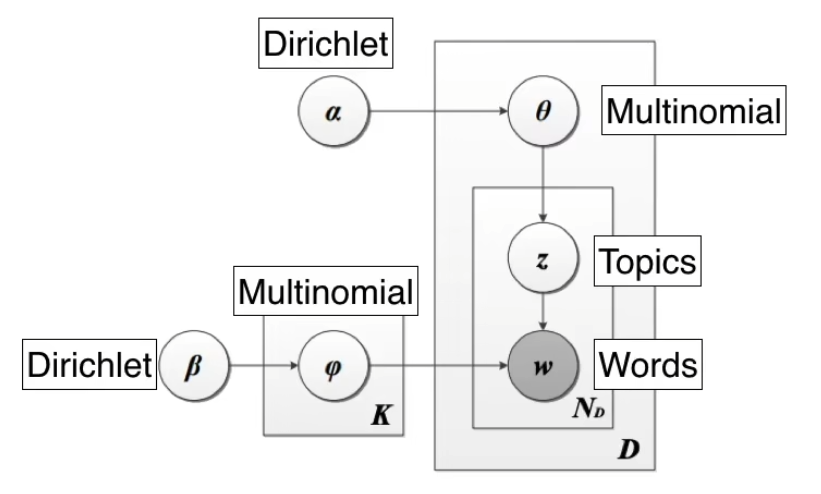 Dirichlet
α
θ
Multinomial
z
Topics
Multinomial
Dirichlet
β
φ
w
Words
K
N_D
D